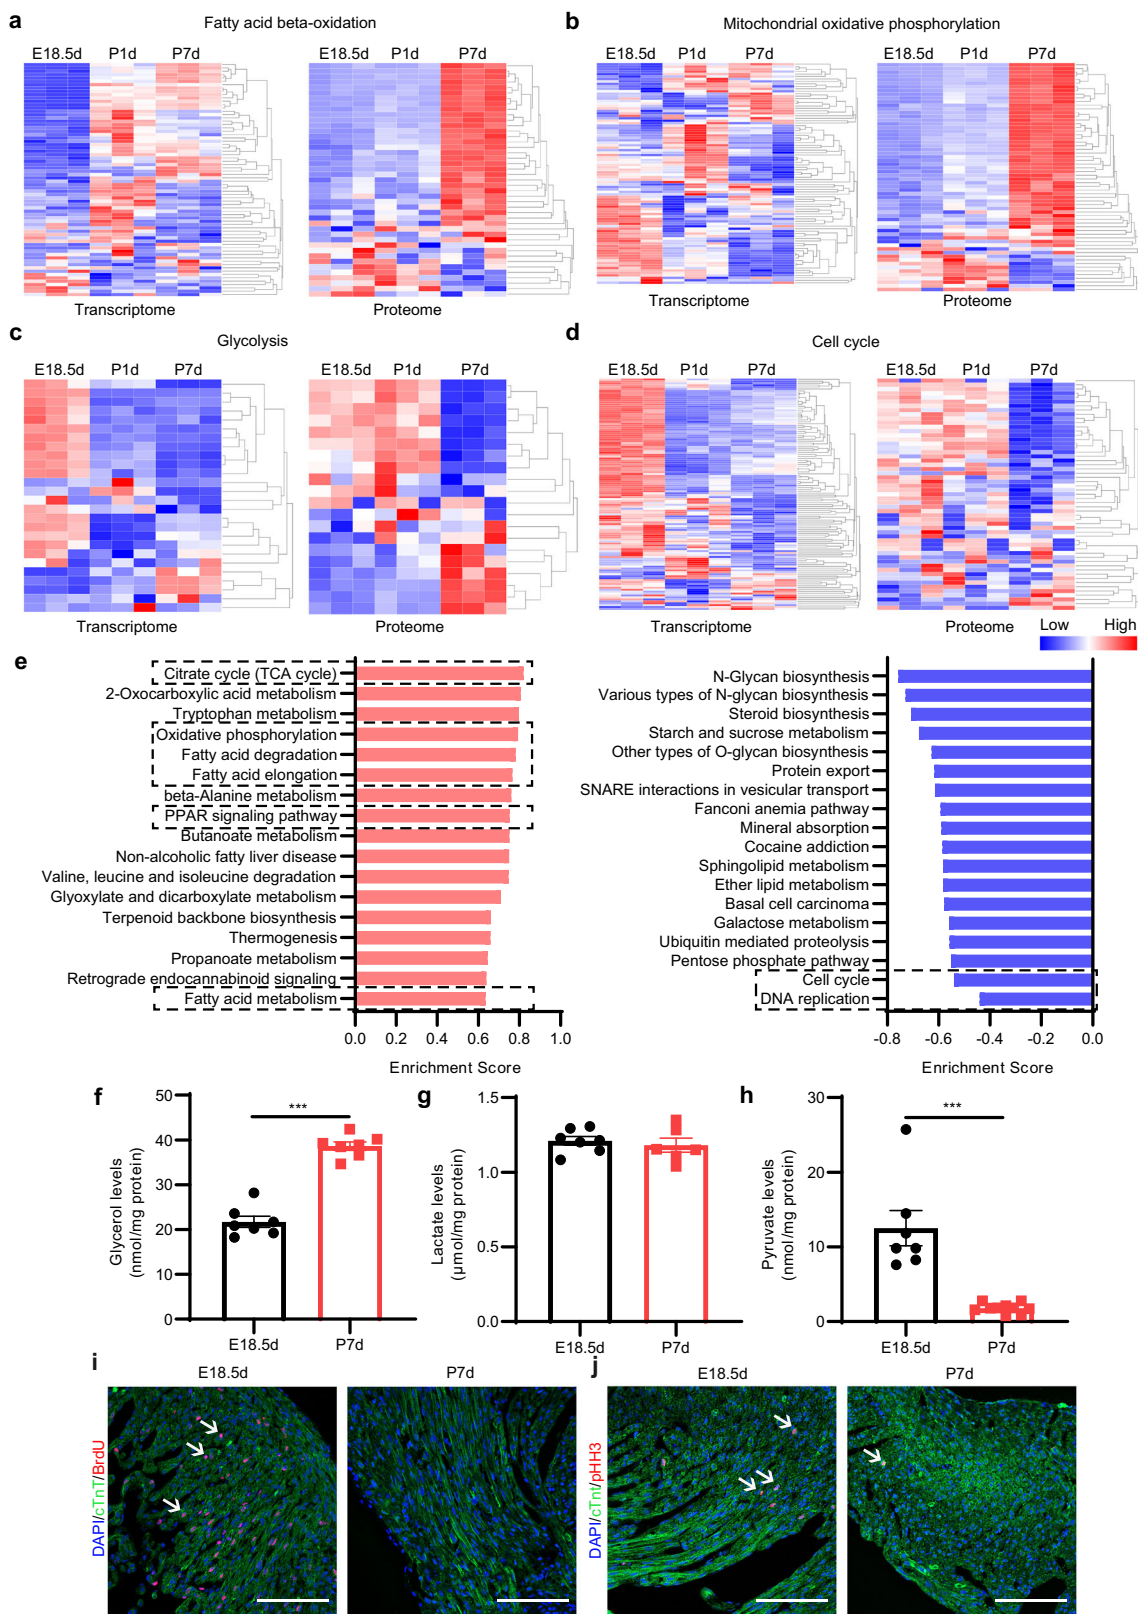 a
Fatty acid beta-oxidation
E18.5d P1d P7d
E18.5d P1d P7d
Transcriptome
Proteome
b
Mitochondrial oxidative phosphorylation
E18.5d P1d P7d
E18.5d P1d P7d
Transcriptome
Proteome
c
Glycolysis
E18.5d P1d P7d
E18.5d P1d P7d
Transcriptome
Proteome
d
Cell cycle
E18.5d P1d P7d
E18.5d P1d P7d
Transcriptome
Proteome
Low High
e
Citrate cycle (TCA cycle)
2-Oxocarboxylic acid metabolism
Tryptophan metabolism
Oxidative phosphorylation
Fatty acid degradation
Fatty acid elongation
beta-Alanine metabolism
PPAR signaling pathway
Butanoate metabolism
Non-alcoholic fatty liver disease
Valine, leucine and isoleucine degradation
Glyoxylate and dicarboxylate metabolism
Terpenoid backbone biosynthesis
Thermogenesis
Propanoate metabolism
Retrograde endocannabinoid signaling
Fatty acid metabolism
0.0 0.2 0.4 0.6 0.8 1.0
Enrichment Score
N-Glycan biosynthesis
Various types of N-glycan biosynthesis
Steroid biosynthesis
Starch and sucrose metabolism
Other types of O-glycan biosynthesis
Protein export
SNARE interactions in vesicular transport
Fanconi anemia pathway
Mineral absorption
Cocaine addiction
Sphingolipid metabolism
Ether lipid metabolism
Basal cell carcinoma
Galactose metabolism
Ubiquitin mediated proteolysis
Pentose phosphate pathway
Cell cycle
DNA replication
-0.8 -0.6 -0.4 -0.2 0.0
Enrichment Score
f
Glycerol levels
(nmol/mg protein)
50
40
30
20
10
0
***
E18.5d P7d
g
Lactate levels
(μmol/mg protein)
1.5
1.0
0.5
0.0
E18.5d P7d
h
Pyruvate levels
(nmol/mg protein)
30
20
10
0
***
E18.5d P7d
i
E18.5d P7d
DAPI/cTnT/BrdU
j
E18.5d P7d
DAPI/cTnt/pHH3